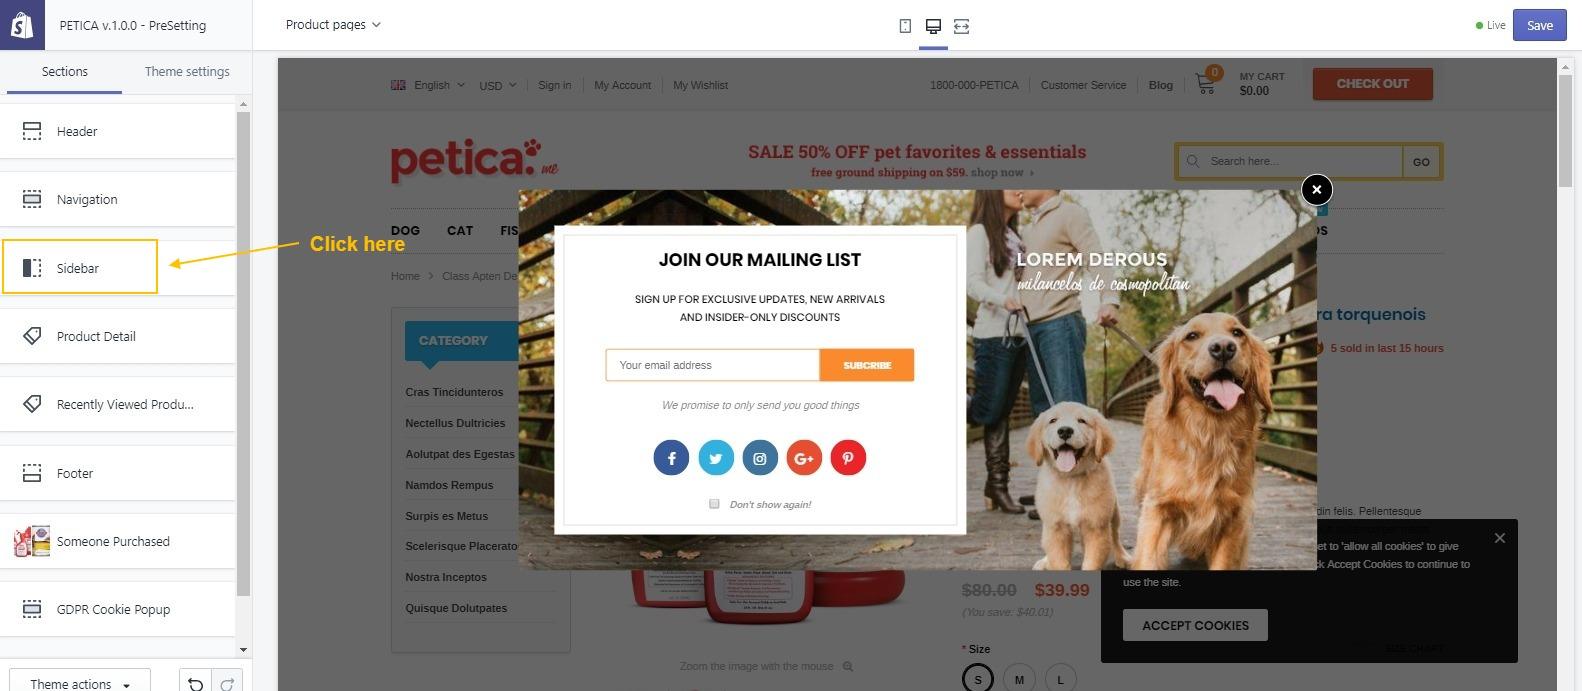 PETICA v.1.0.0 - PreSetting
Product pages
Live
Save
Sections
Theme settings
Header
Navigation
Sidebar
Product Detail
Recently Viewed Produ...
Footer
Someone Purchased
GDPR Cookie Popup
Theme actions
Click here
English
USD
Sign in
My Account
My Wishlist
1800-000-PETICA
Customer Service
Blog
0
MY CART
$0.00
CHECK OUT
petica.me
SALE 50% OFF pet favorites & essentials
free ground shipping on $59. shop now ›
Search here...
GO
DOG
CAT
FIS
DS
Home
Class Apten De
CATEGORY
Cras Tincidunteros
Nectellus Dultricies
Aolutpat des Egestas
Namdos Rempus
Surpis es Metus
Scelerisque Placerato
Nostra Inceptos
Quisque Dolutpates
JOIN OUR MAILING LIST
SIGN UP FOR EXCLUSIVE UPDATES, NEW ARRIVALS
AND INSIDER-ONLY DISCOUNTS
Your email address
SUBCRIBE
We promise to only send you good things
Don't show again!
LOREM DEROUS
milancelos de cosmopolitan
ra torquenois
5 sold in last 15 hours
din felis. Pellentesque
et to 'allow all cookies' to give
ck Accept Cookies to continue to
use the site.
ACCEPT COOKIES
$80.00 $39.99
(You save: $40.01)
* Size
SIZE CHART
S
M
L
Zoom the image with the mouse